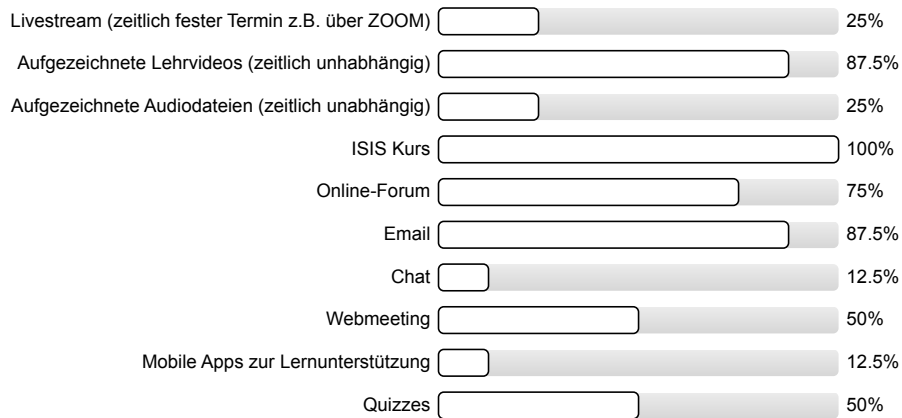 Livestream (zeitlich fester Termin z.B. über ZOOM) 25%
Aufgezeichnete Lehrvideos (zeitlich unhabhängig) 87.5%
Aufgezeichnete Audiodateien (zeitlich unabhängig) 25%
ISIS Kurs 100%
Online-Forum 75%
Email 87.5%
Chat 12.5%
Webmeeting 50%
Mobile Apps zur Lernunterstützung 12.5%
Quizzes 50%